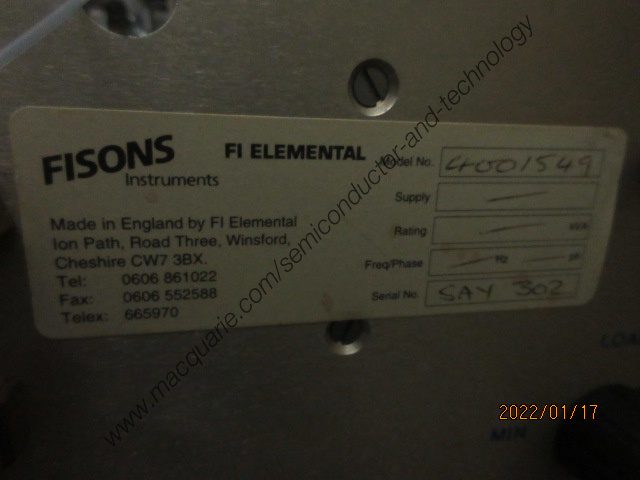 FISONS
Instruments
FI ELEMENTAL
Made in England by FI Elemental
Ion Path, Road Three, Winsford,
Cheshire CW7 3BX.
Tel: 0606 861022
Fax: 0606 552588
Telex: 665970
Model No. 4001549
Supply —
Rating — kVA
Freq/Phase — Hz — ph
Serial No. SAY 302
MIN
www.macquarie.com/semiconductor-and-technology
2022/01/17